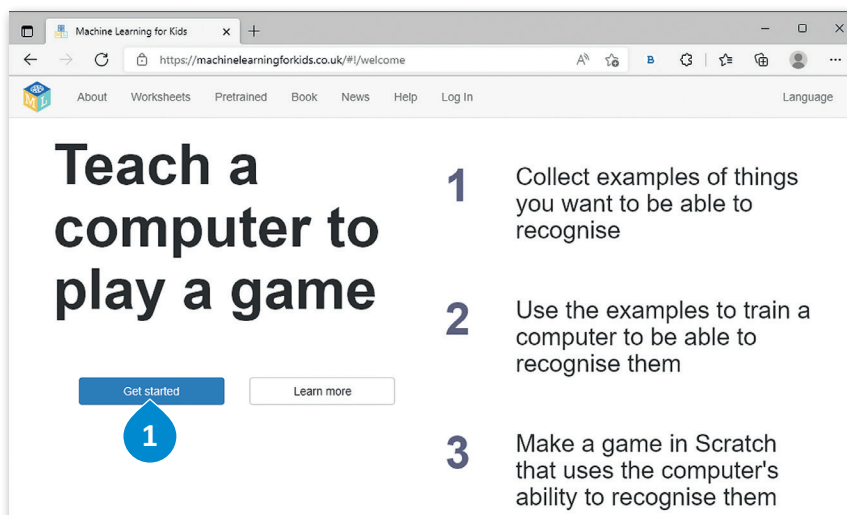 Machine Learning for Kids
https://machinelearningforkids.co.uk/#!/welcome
B
ML
About Worksheets Pretrained Book News Help Log In Language
Teach a
computer to
play a game
Get started Learn more
1
1 Collect examples of things
you want to be able to
recognise
2 Use the examples to train a
computer to be able to
recognise them
3 Make a game in Scratch
that uses the computer's
ability to recognise them